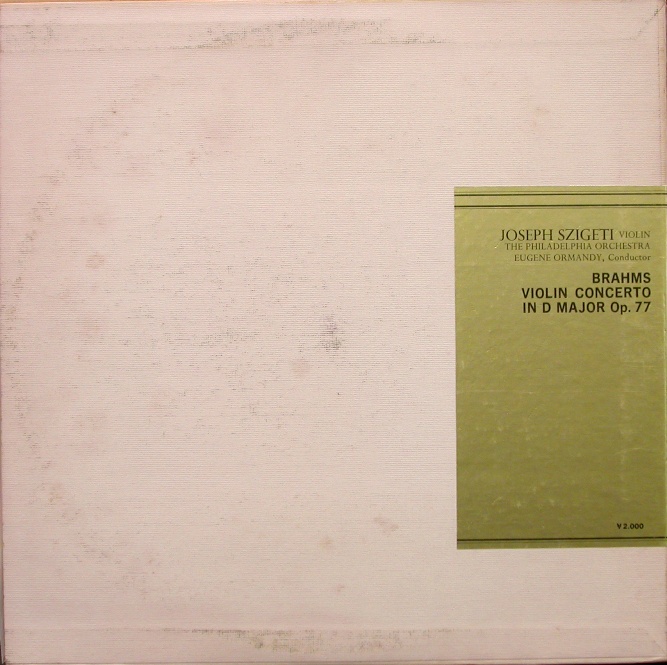 JOSEPH SZIGETI VIOLIN
THE PHILADELPHIA ORCHESTRA
EUGENE ORMANDY, Conductor
BRAHMS
VIOLIN CONCERTO
IN D MAJOR Op. 77
¥2.000